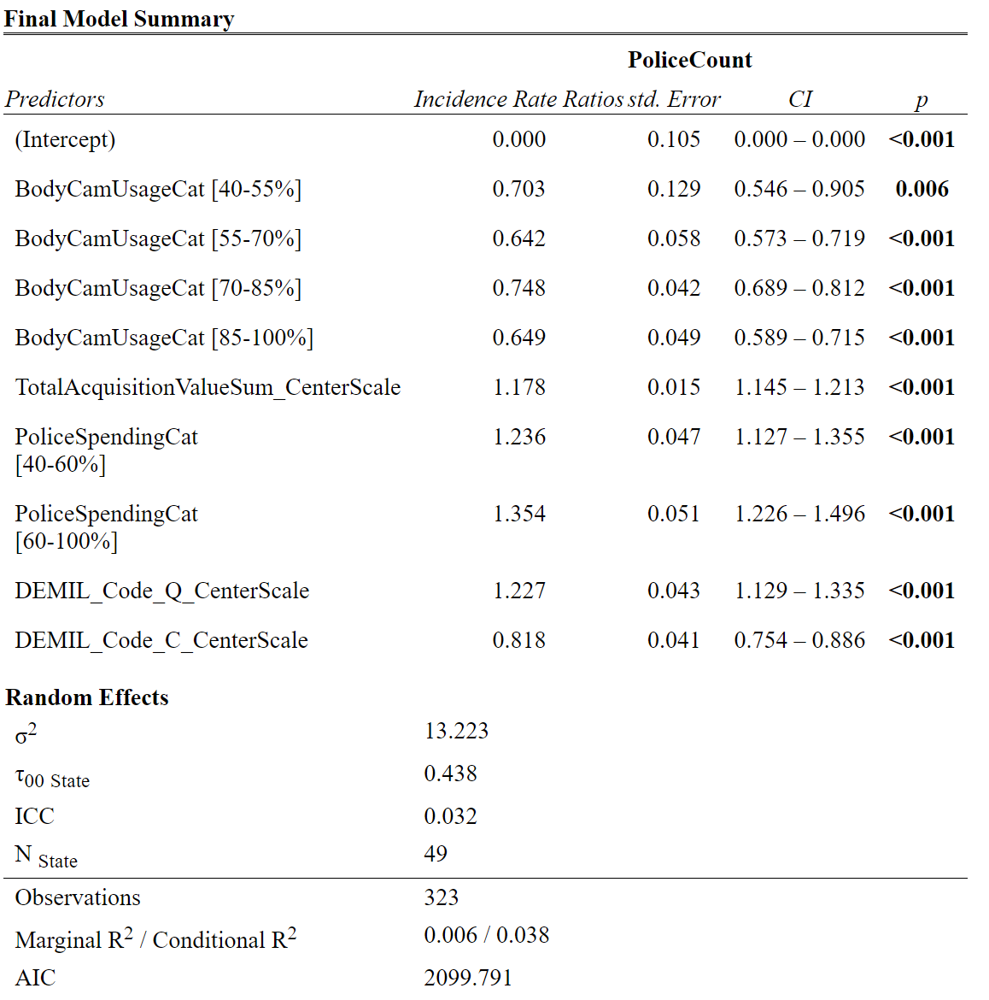 Final Model Summary
PoliceCount
Predictors Incidence Rate Ratios std. Error CI p
(Intercept) 0.000 0.105 0.000 – 0.000 <0.001
BodyCamUsageCat [40-55%] 0.703 0.129 0.546 – 0.905 0.006
BodyCamUsageCat [55-70%] 0.642 0.058 0.573 – 0.719 <0.001
BodyCamUsageCat [70-85%] 0.748 0.042 0.689 – 0.812 <0.001
BodyCamUsageCat [85-100%] 0.649 0.049 0.589 – 0.715 <0.001
TotalAcquisitionValueSum_CenterScale 1.178 0.015 1.145 – 1.213 <0.001
PoliceSpendingCat 1.236 0.047 1.127 – 1.355 <0.001
[40-60%]
PoliceSpendingCat 1.354 0.051 1.226 – 1.496 <0.001
[60-100%]
DEMIL_Code_Q_CenterScale 1.227 0.043 1.129 – 1.335 <0.001
DEMIL_Code_C_CenterScale 0.818 0.041 0.754 – 0.886 <0.001
Random Effects
σ2 13.223
τ00 State 0.438
ICC 0.032
N State 49
Observations 323
Marginal R2 / Conditional R2 0.006 / 0.038
AIC 2099.791